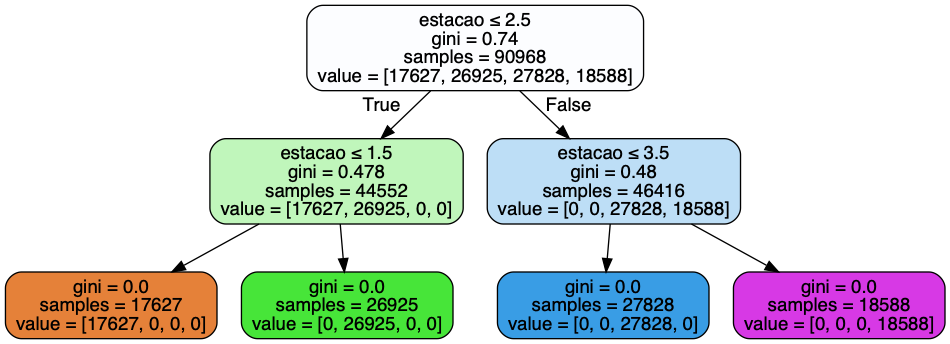 estacao ≤ 2.5
gini = 0.74
samples = 90968
value = [17627, 26925, 27828, 18588]
True
False
estacao ≤ 1.5
gini = 0.478
samples = 44552
value = [17627, 26925, 0, 0]
estacao ≤ 3.5
gini = 0.48
samples = 46416
value = [0, 0, 27828, 18588]
gini = 0.0
samples = 17627
value = [17627, 0, 0, 0]
gini = 0.0
samples = 26925
value = [0, 26925, 0, 0]
gini = 0.0
samples = 27828
value = [0, 0, 27828, 0]
gini = 0.0
samples = 18588
value = [0, 0, 0, 18588]